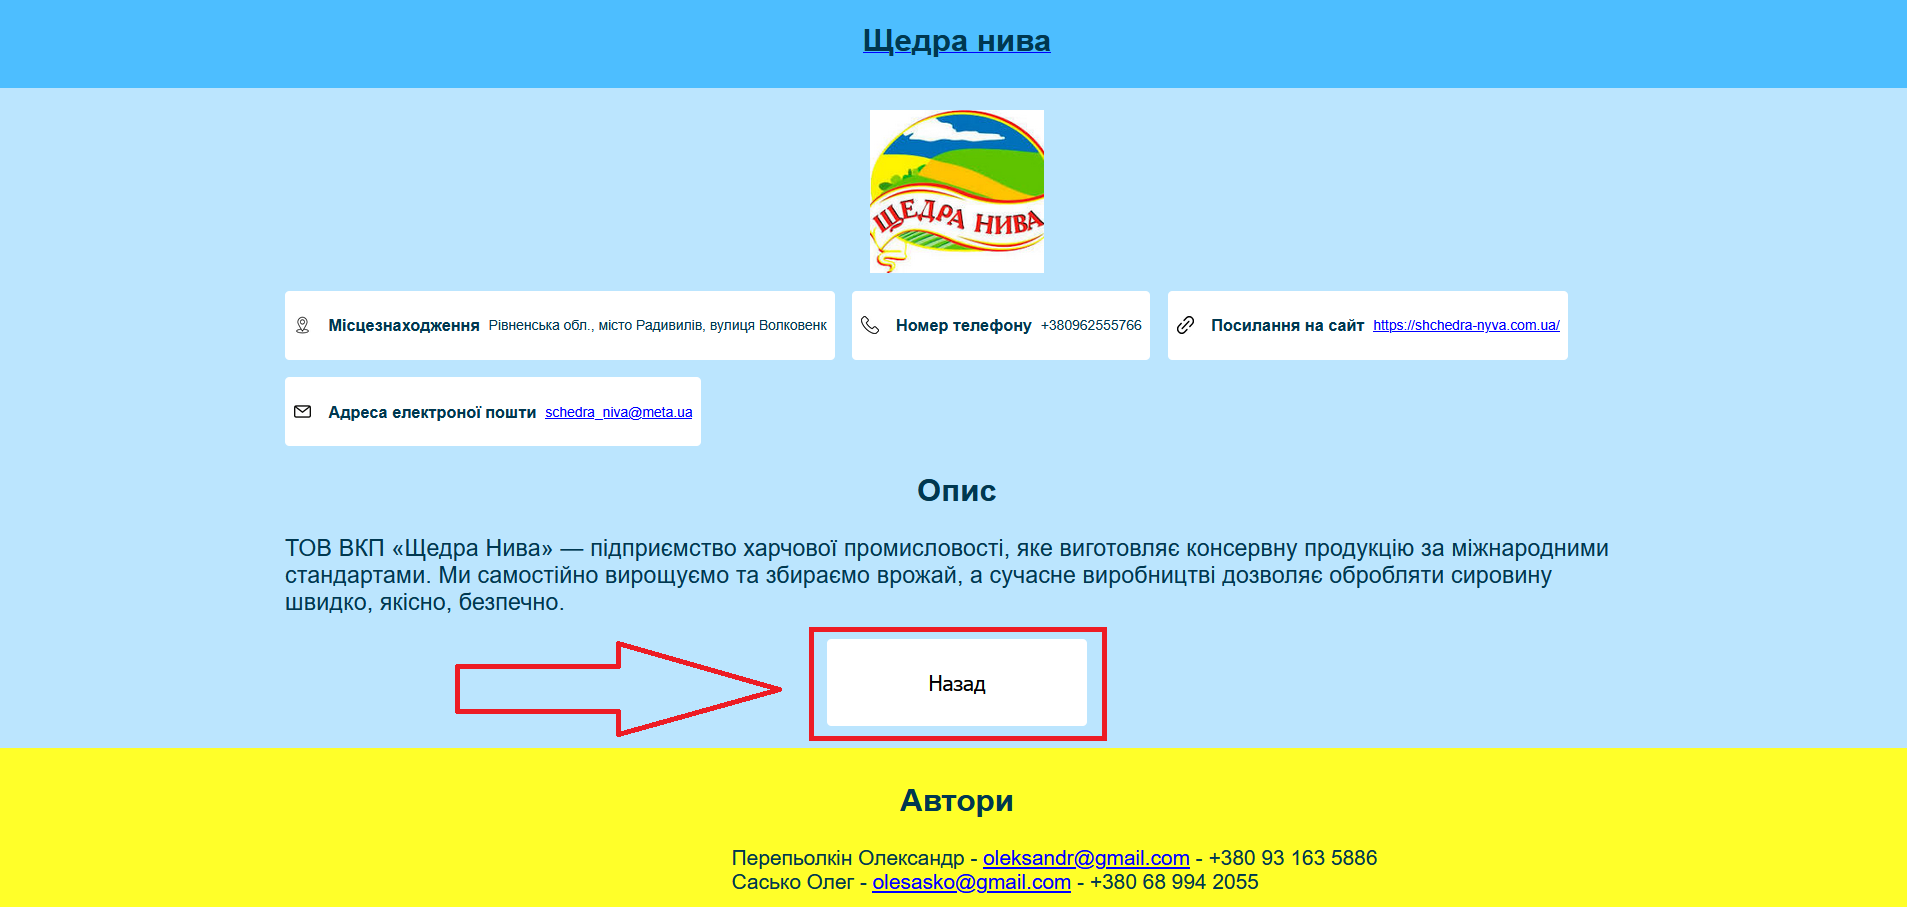 Щедра нива
ЩЕДРА НИВА
Місцезнаходження Рівненська обл., місто Радивилів, вулиця Волковенк
Номер телефону +380962555766
Посилання на сайт https://shchedra-nyva.com.ua/
Адреса електроної пошти schedra_niva@meta.ua
Опис
ТОВ ВКП «Щедра Нива» — підприємство харчової промисловості, яке виготовляє консервну продукцію за міжнародними
стандартами. Ми самостійно вирощуємо та збираємо врожай, а сучасне виробництві дозволяє обробляти сировину
швидко, якісно, безпечно.
Назад
Автори
Перепьолкін Олександр - oleksandr@gmail.com - +380 93 163 5886
Сасько Олег - olesasko@gmail.com - +380 68 994 2055